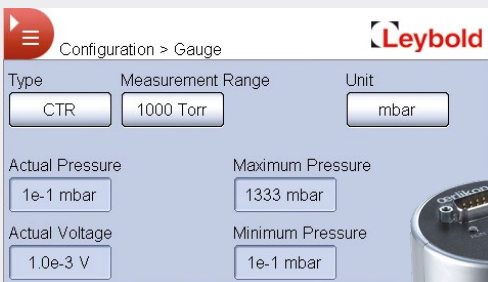 Leybold
Configuration > Gauge
Type Measurement Range Unit
CTR 1000 Torr mbar
Actual Pressure Maximum Pressure
1e-1 mbar 1333 mbar
Actual Voltage Minimum Pressure
1.0e-3 V 1e-1 mbar
oerlikon